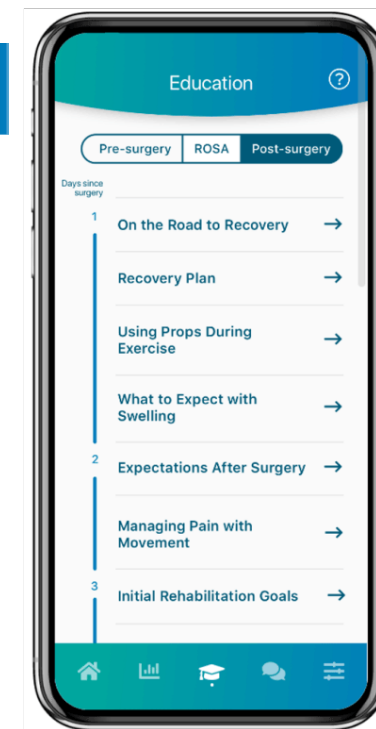 Education
?
Pre-surgery ROSA Post-surgery
Days since
surgery
1
On the Road to Recovery
Recovery Plan
Using Props During
Exercise
What to Expect with
Swelling
2
Expectations After Surgery
Managing Pain with
Movement
3
Initial Rehabilitation Goals